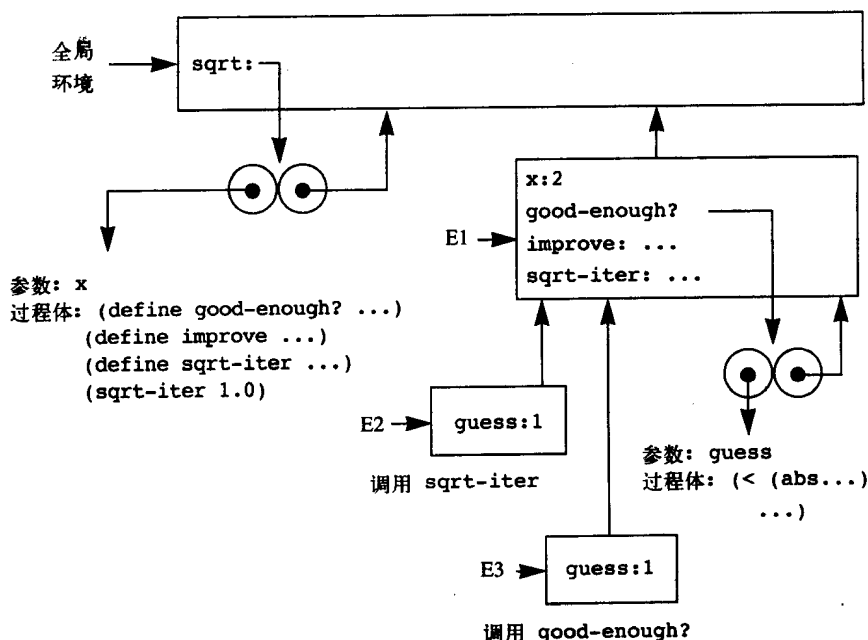 全局
环境
sqrt:
x:2
good-enough?
E1
improve: ...
sqrt-iter: ...
参数: x
过程体: (define good-enough? ...)
(define improve ...)
(define sqrt-iter ...)
(sqrt-iter 1.0)
E2
guess:1
调用 sqrt-iter
参数: guess
过程体: (< (abs...)
...)
E3
guess:1
调用 good-enough?